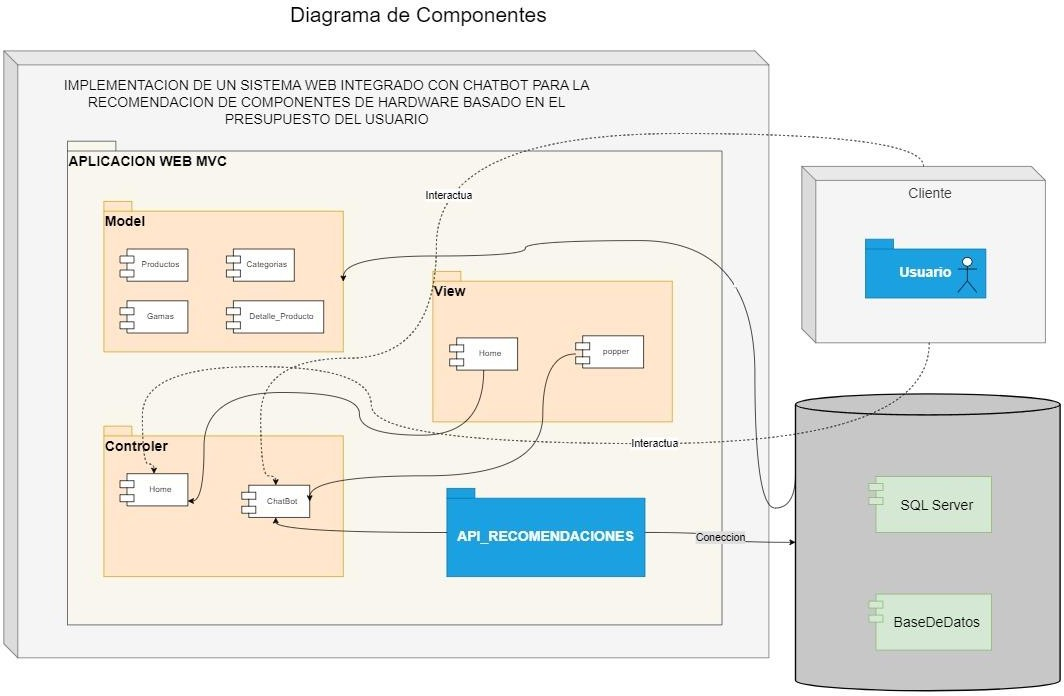 Diagrama de Componentes
IMPLEMENTACION DE UN SISTEMA WEB INTEGRADO CON CHATBOT PARA LA
RECOMENDACION DE COMPONENTES DE HARDWARE BASADO EN EL
PRESUPUESTO DEL USUARIO
APLICACION WEB MVC
Interactua
Cliente
Usuario
Model
Productos
Categorias
Gamas
Detalle_Producto
View
Home
popper
Interactua
Controler
Home
ChatBot
API_RECOMENDACIONES
Coneccion
SQL Server
BaseDeDatos